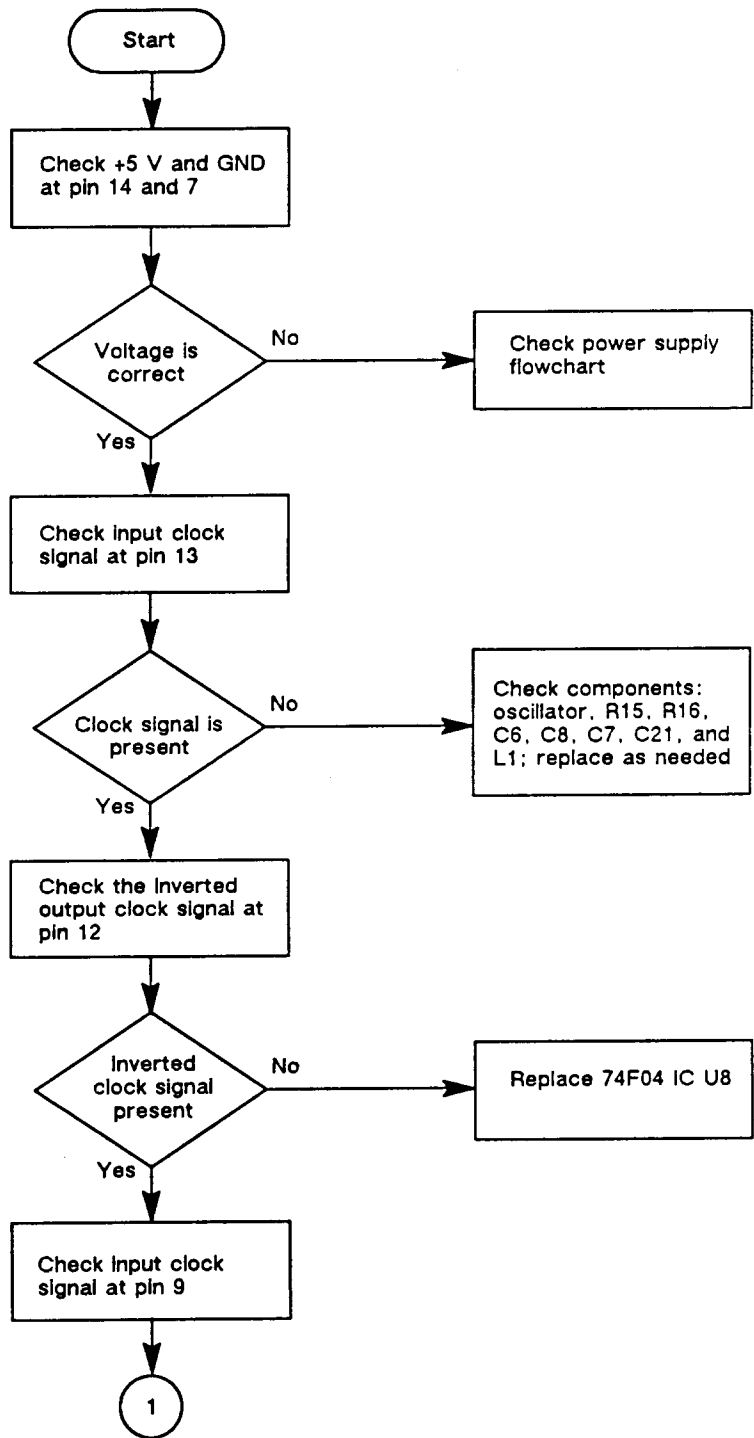 Start
Check +5 V and GND
at pin 14 and 7
Voltage is
correct
No
Check power supply
flowchart
Yes
Check input clock
signal at pin 13
Clock signal is
present
No
Check components:
oscillator, R15, R16,
C6, C8, C7, C21, and
L1; replace as needed
Yes
Check the inverted
output clock signal at
pin 12
Inverted
clock signal
present
No
Replace 74F04 IC U8
Yes
Check input clock
signal at pin 9
1